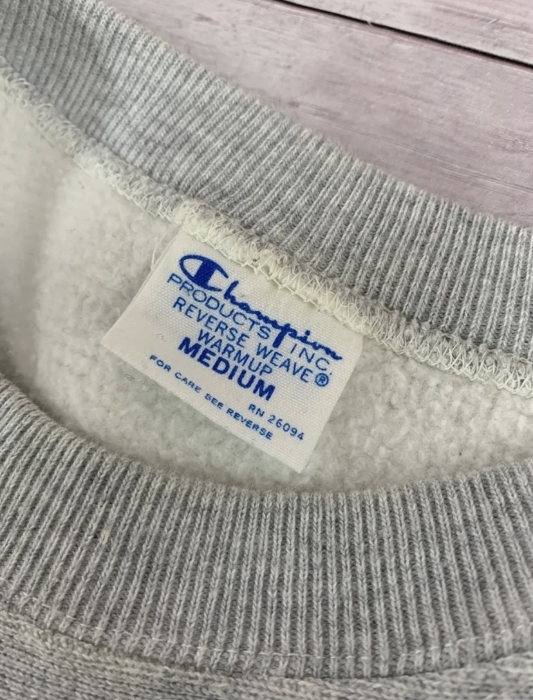 Champion
PRODUCTS INC.
REVERSE WEAVE®
WARMUP
MEDIUM
RN 26094
FOR CARE SEE REVERSE